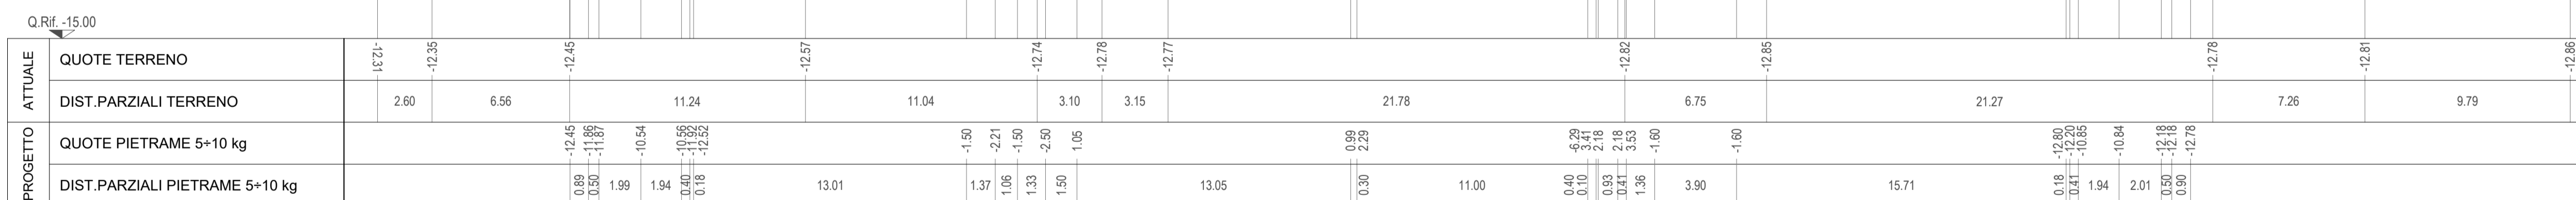 Q.Rif. -15.00
ATTUALE
QUOTE TERRENO -12.31 -12.35 -12.45 -12.57 -12.74 -12.78 -12.77 -12.82 -12.85 -12.78 -12.81 -12.86
DIST.PARZIALI TERRENO 2.60 6.56 11.24 11.04 3.10 3.15 21.78 6.75 21.27 7.26 9.79
PROGETTO
QUOTE PIETRAME 5÷10 kg -12.45 -11.86 -11.87 -10.54 -10.56 -11.92 -12.52 -1.50 -2.21 -1.50 -2.50 1.05 0.99 2.29 -6.29 3.41 2.18 2.18 3.53 -1.60 -1.60 -12.80 -12.20 -10.85 -10.84 -12.18 -12.18 -12.78
DIST.PARZIALI PIETRAME 5÷10 kg 0.89 0.50 1.99 1.94 0.40 0.18 13.01 1.37 1.06 1.33 1.50 13.05 0.30 11.00 0.40 0.10 0.93 0.41 1.36 3.90 15.71 0.18 0.41 1.94 2.01 0.50 0.90